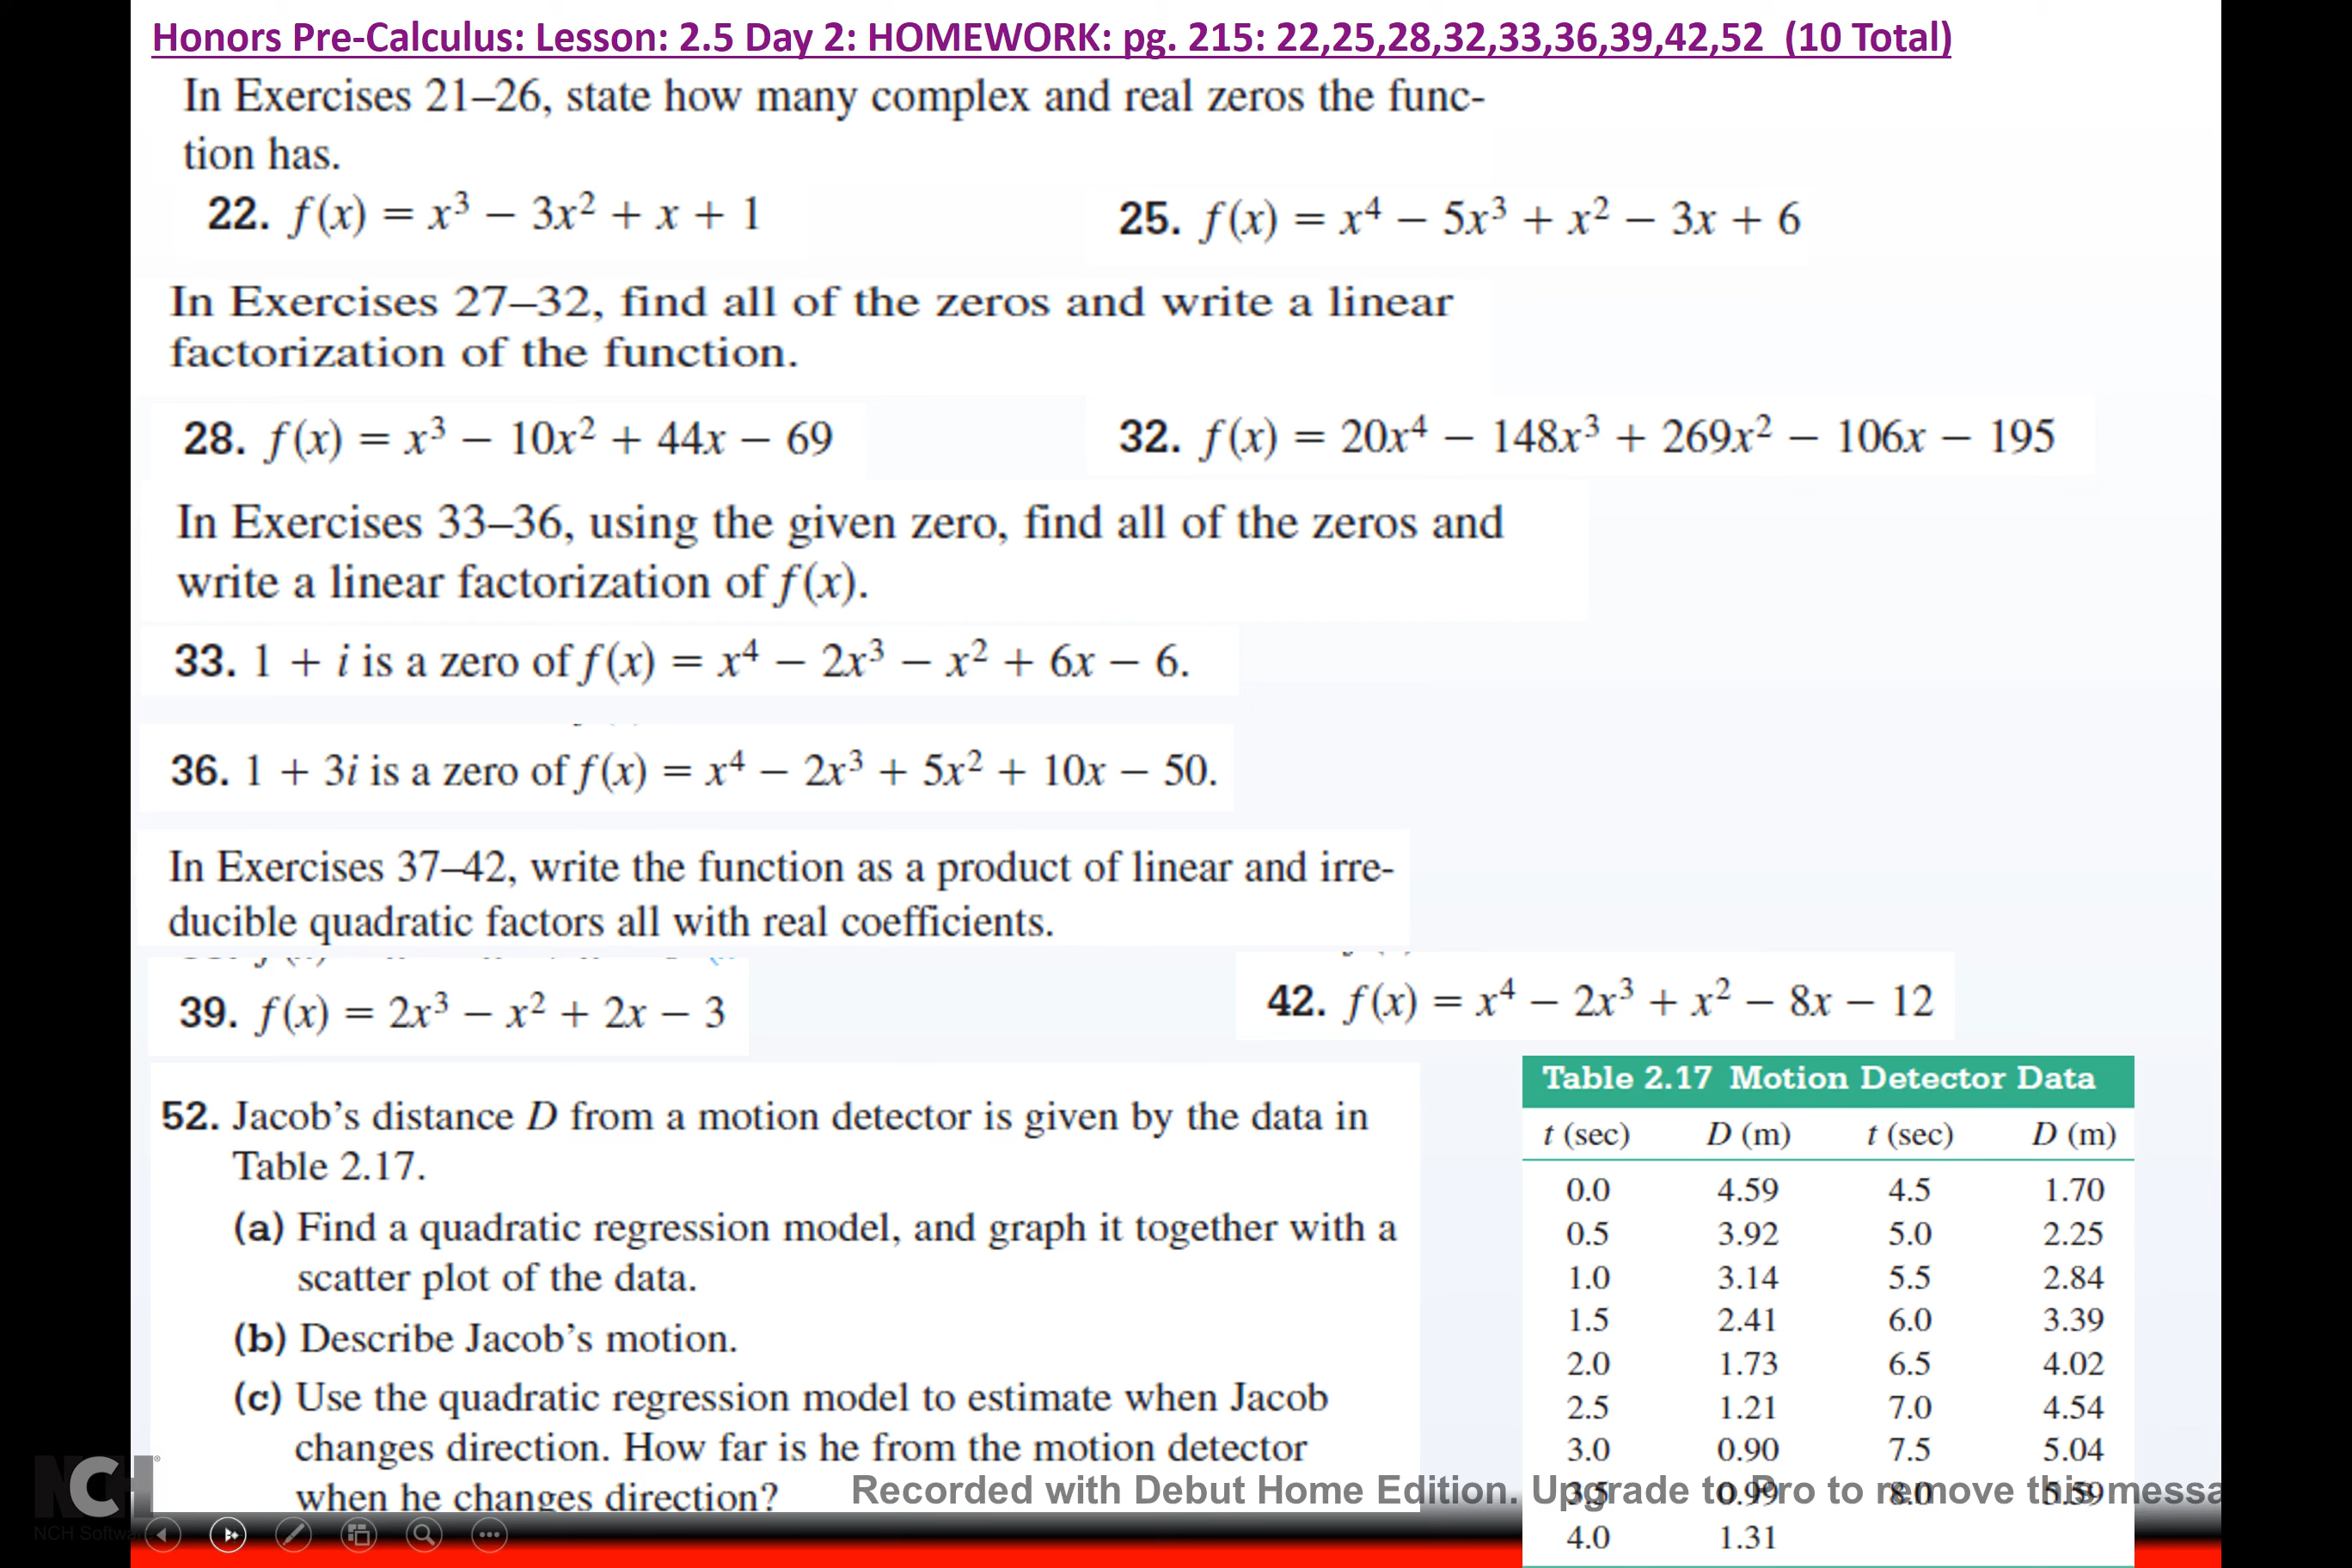 Honors Pre-Calculus: Lesson: 2.5 Day 2: HOMEWORK: pg. 215: 22,25,28,32,33,36,39,42,52 (10 Total)
In Exercises 21–26, state how many complex and real zeros the func-
tion has.
22. f(x) = x³ − 3x² + x + 1
25. f(x) = x⁴ − 5x³ + x² − 3x + 6
In Exercises 27–32, find all of the zeros and write a linear
factorization of the function.
28. f(x) = x³ − 10x² + 44x − 69
32. f(x) = 20x⁴ − 148x³ + 269x² − 106x − 195
In Exercises 33–36, using the given zero, find all of the zeros and
write a linear factorization of f(x).
33. 1 + i is a zero of f(x) = x⁴ − 2x³ − x² + 6x − 6.
36. 1 + 3i is a zero of f(x) = x⁴ − 2x³ + 5x² + 10x − 50.
In Exercises 37–42, write the function as a product of linear and irre-
ducible quadratic factors all with real coefficients.
39. f(x) = 2x³ − x² + 2x − 3
42. f(x) = x⁴ − 2x³ + x² − 8x − 12
52. Jacob's distance D from a motion detector is given by the data in
Table 2.17.
(a) Find a quadratic regression model, and graph it together with a
scatter plot of the data.
(b) Describe Jacob's motion.
(c) Use the quadratic regression model to estimate when Jacob
changes direction. How far is he from the motion detector
when he changes direction?
Table 2.17 Motion Detector Data
t (sec) D (m) t (sec) D (m)
0.0 4.59 4.5 1.70
0.5 3.92 5.0 2.25
1.0 3.14 5.5 2.84
1.5 2.41 6.0 3.39
2.0 1.73 6.5 4.02
2.5 1.21 7.0 4.54
3.0 0.90 7.5 5.04
3.5 0.99 8.0 5.59
4.0 1.31
Recorded with Debut Home Edition. Upgrade to Pro to remove this messa
NCH
NCH Softwa